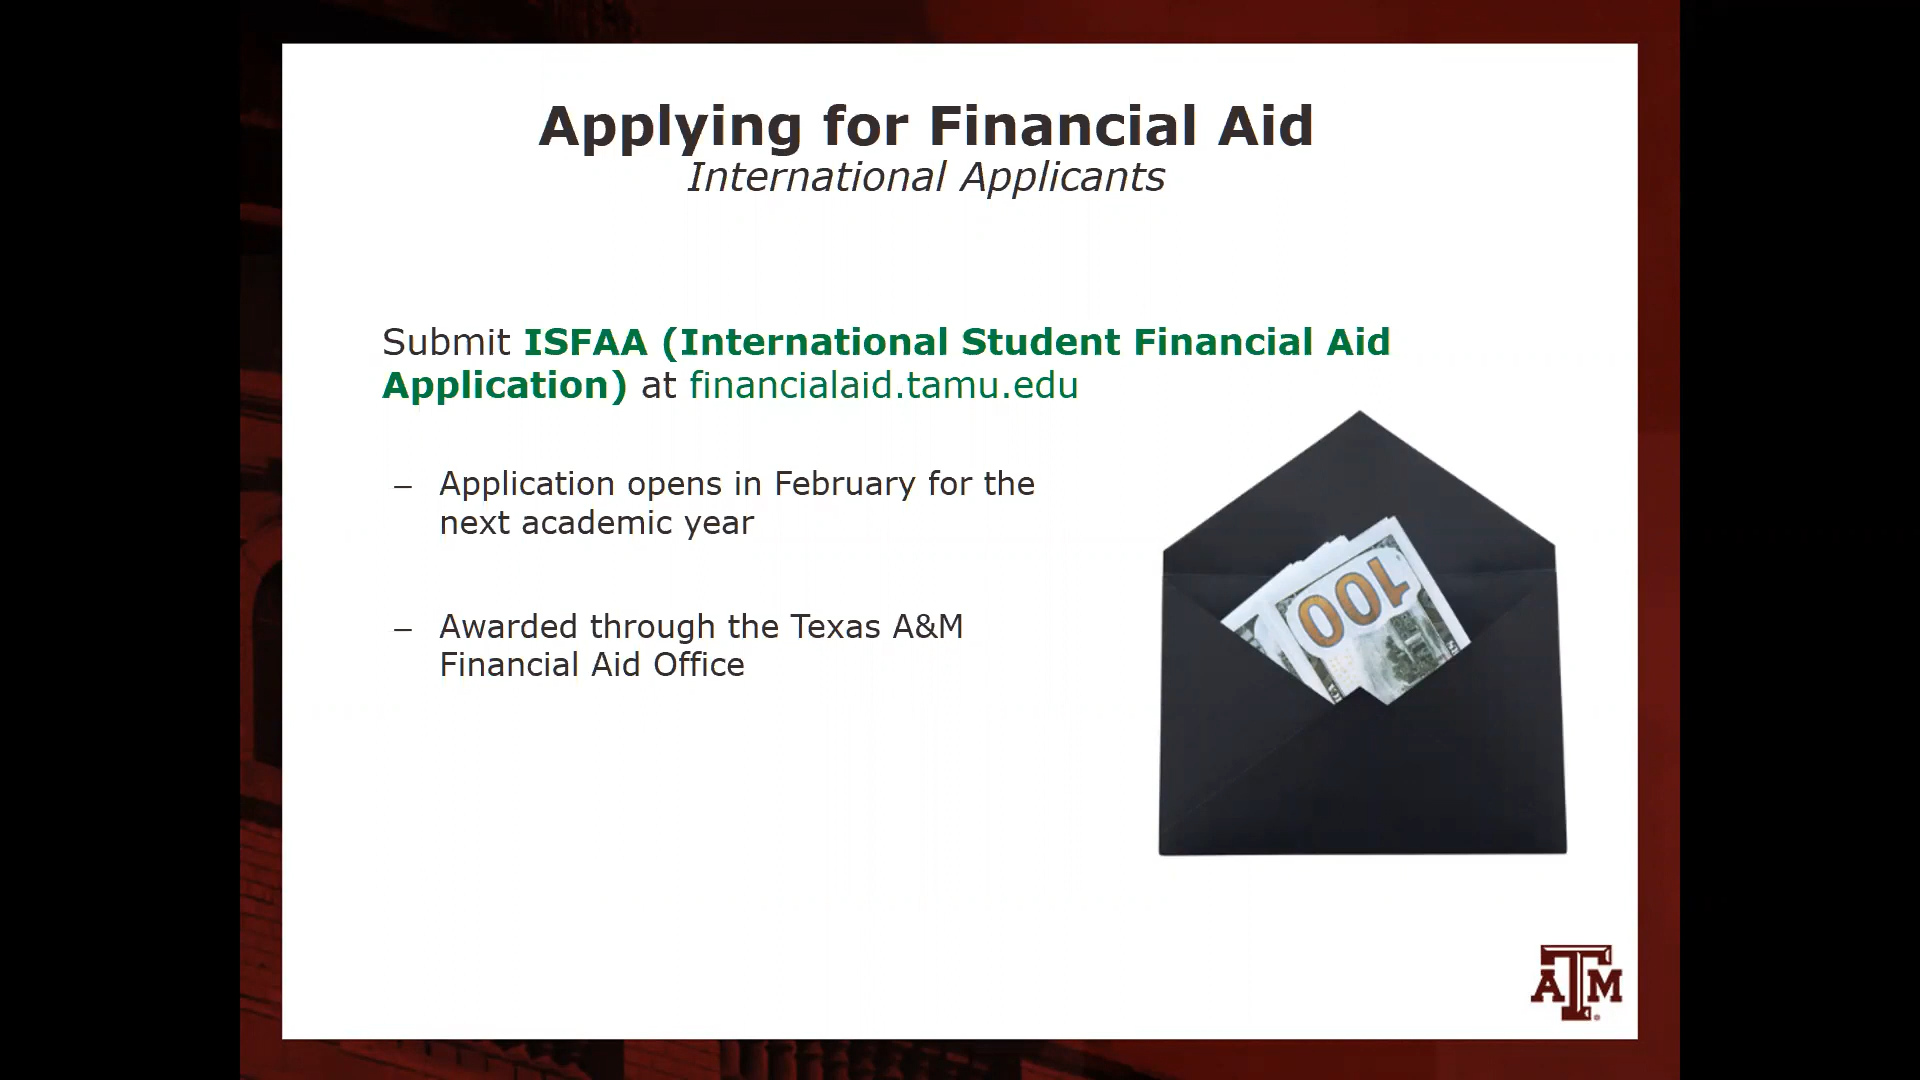 Applying for Financial Aid
International Applicants
Submit ISFAA (International Student Financial Aid
Application) at financialaid.tamu.edu
– Application opens in February for the
next academic year
– Awarded through the Texas A&M
Financial Aid Office
100
ATM